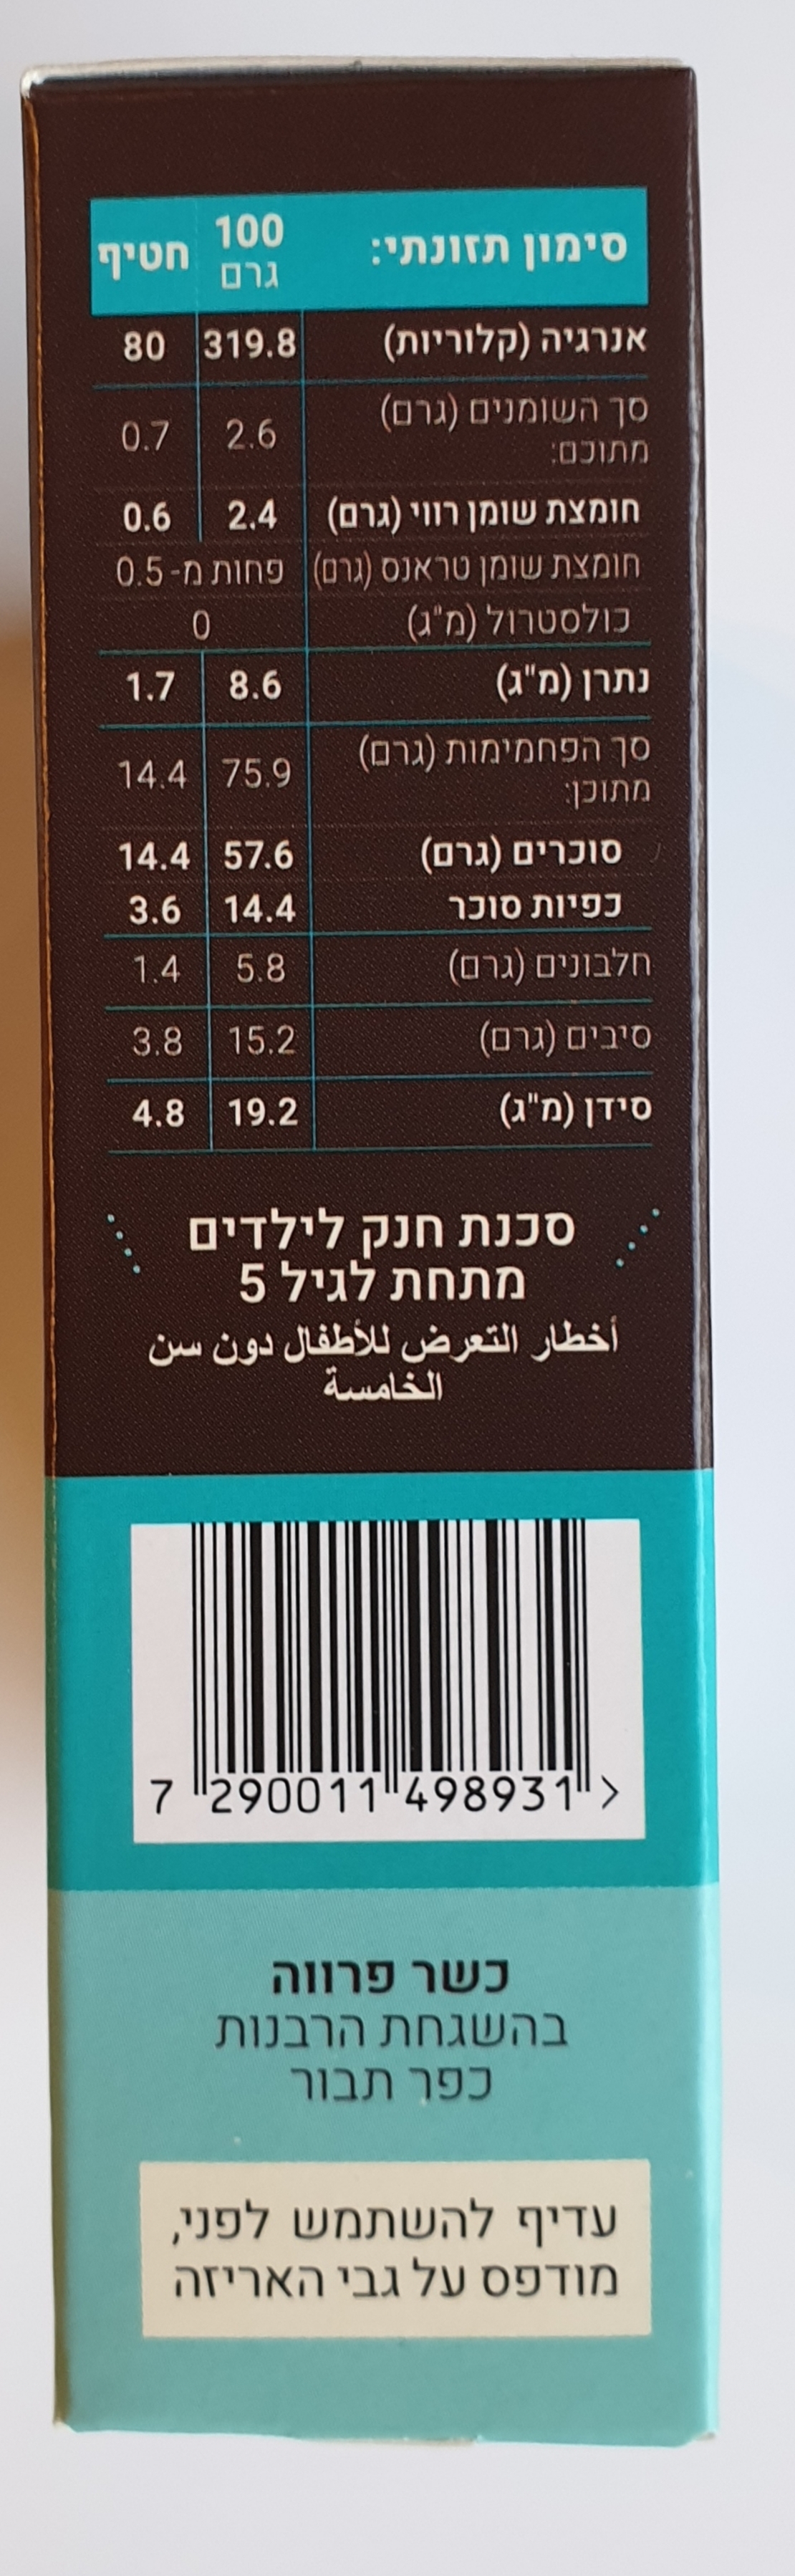 סימון תזונתי: 100 גרם חטיף
אנרגיה (קלוריות) 319.8 80
סך השומנים (גרם) מתוכם: 2.6 0.7
חומצת שומן רווי (גרם) 2.4 0.6
חומצת שומן טראנס (גרם) פחות מ- 0.5
כולסטרול (מ"ג) 0
נתרן (מ"ג) 8.6 1.7
סך הפחמימות (גרם) מתוכן: 75.9 14.4
סוכרים (גרם) 57.6 14.4
כפיות סוכר 14.4 3.6
חלבונים (גרם) 5.8 1.4
סיבים (גרם) 15.2 3.8
סידן (מ"ג) 19.2 4.8
סכנת חנק לילדים
מתחת לגיל 5
أخطار التعرض للأطفال دون سن
الخامسة
7 290011 498931 >
כשר פרווה
בהשגחת הרבנות
כפר תבור
עדיף להשתמש לפני,
מודפס על גבי האריזה